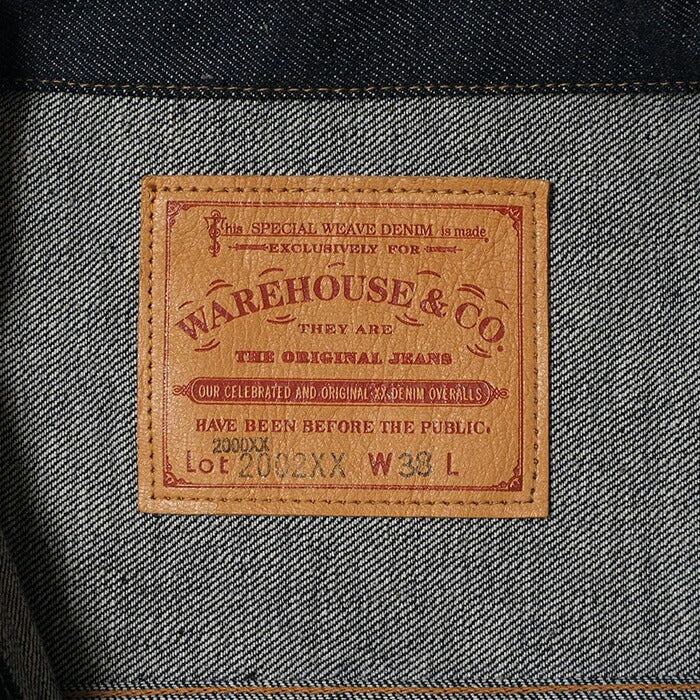 This SPECIAL WEAVE DENIM is made
EXCLUSIVELY FOR
WAREHOUSE & CO.
THEY ARE
THE ORIGINAL JEANS
OUR CELEBRATED AND ORIGINAL XX DENIM OVERALLS
HAVE BEEN BEFORE THE PUBLIC.
2000XX
Lot 2002XX W 38 L